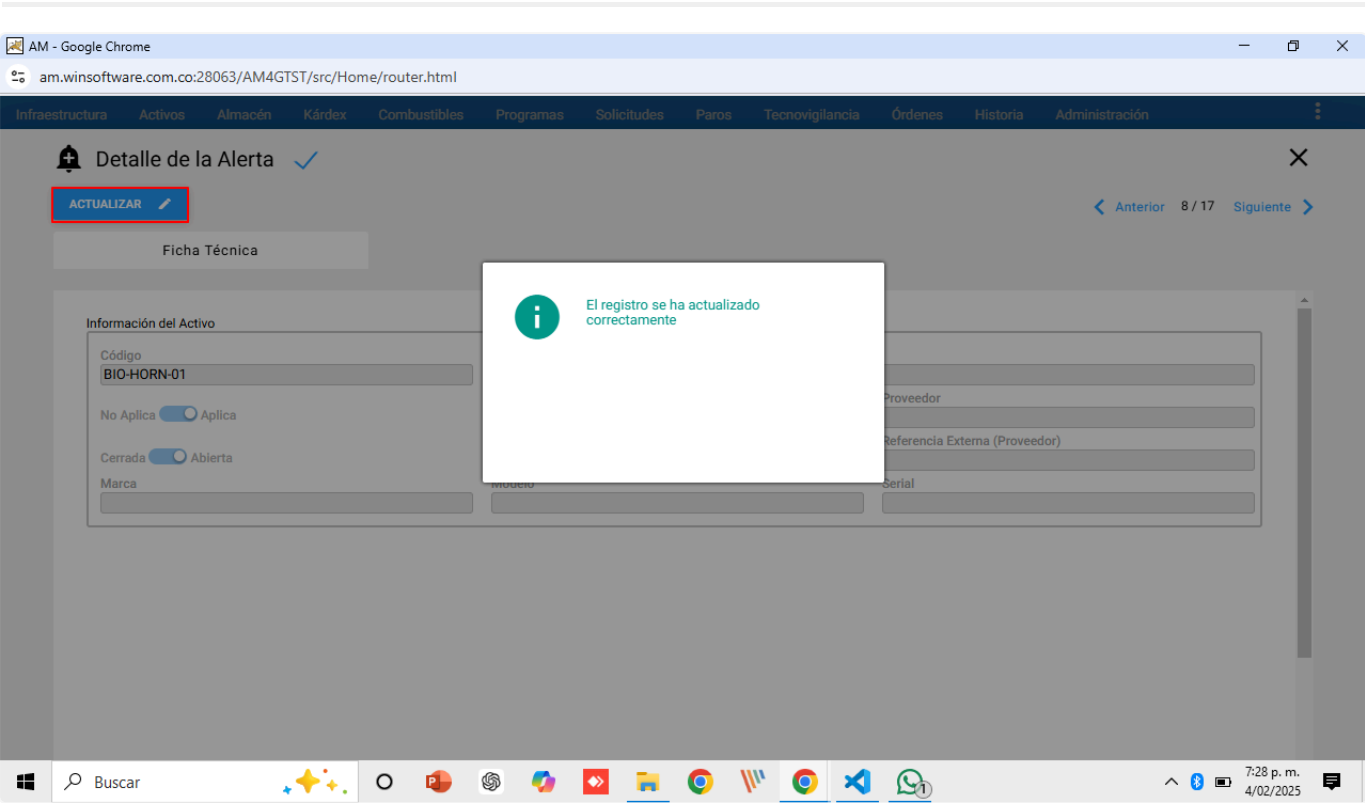 AM - Google Chrome
am.winsoftware.com.co:28063/AM4GTST/src/Home/router.html
Infraestructura Activos Almacén Kárdex Combustibles Programas Solicitudes Paros Tecnovigilancia Órdenes Historia Administración
Detalle de la Alerta
ACTUALIZAR
Anterior 8 / 17 Siguiente
Ficha Técnica
El registro se ha actualizado
correctamente
Información del Activo
Código
BIO-HORN-01
No Aplica Aplica
Proveedor
Cerrada Abierta
Referencia Externa (Proveedor)
Marca Modelo Serial
Buscar
1
7:28 p. m.
4/02/2025